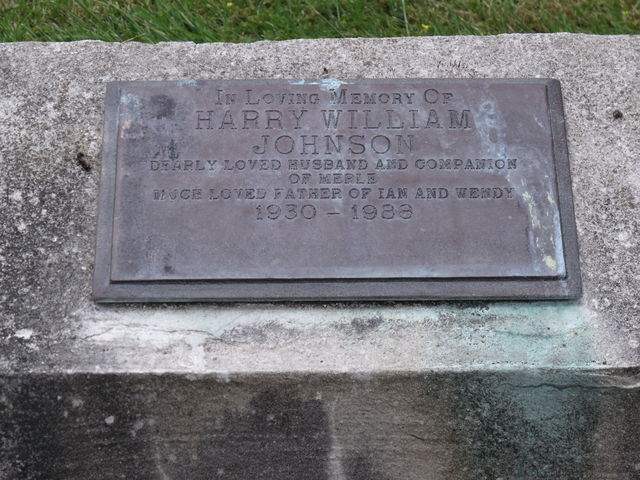 In Loving Memory Of
HARRY WILLIAM
JOHNSON
DEARLY LOVED HUSBAND AND COMPANION
OF MERLE
MUCH LOVED FATHER OF IAN AND WENDY
1930 - 1988